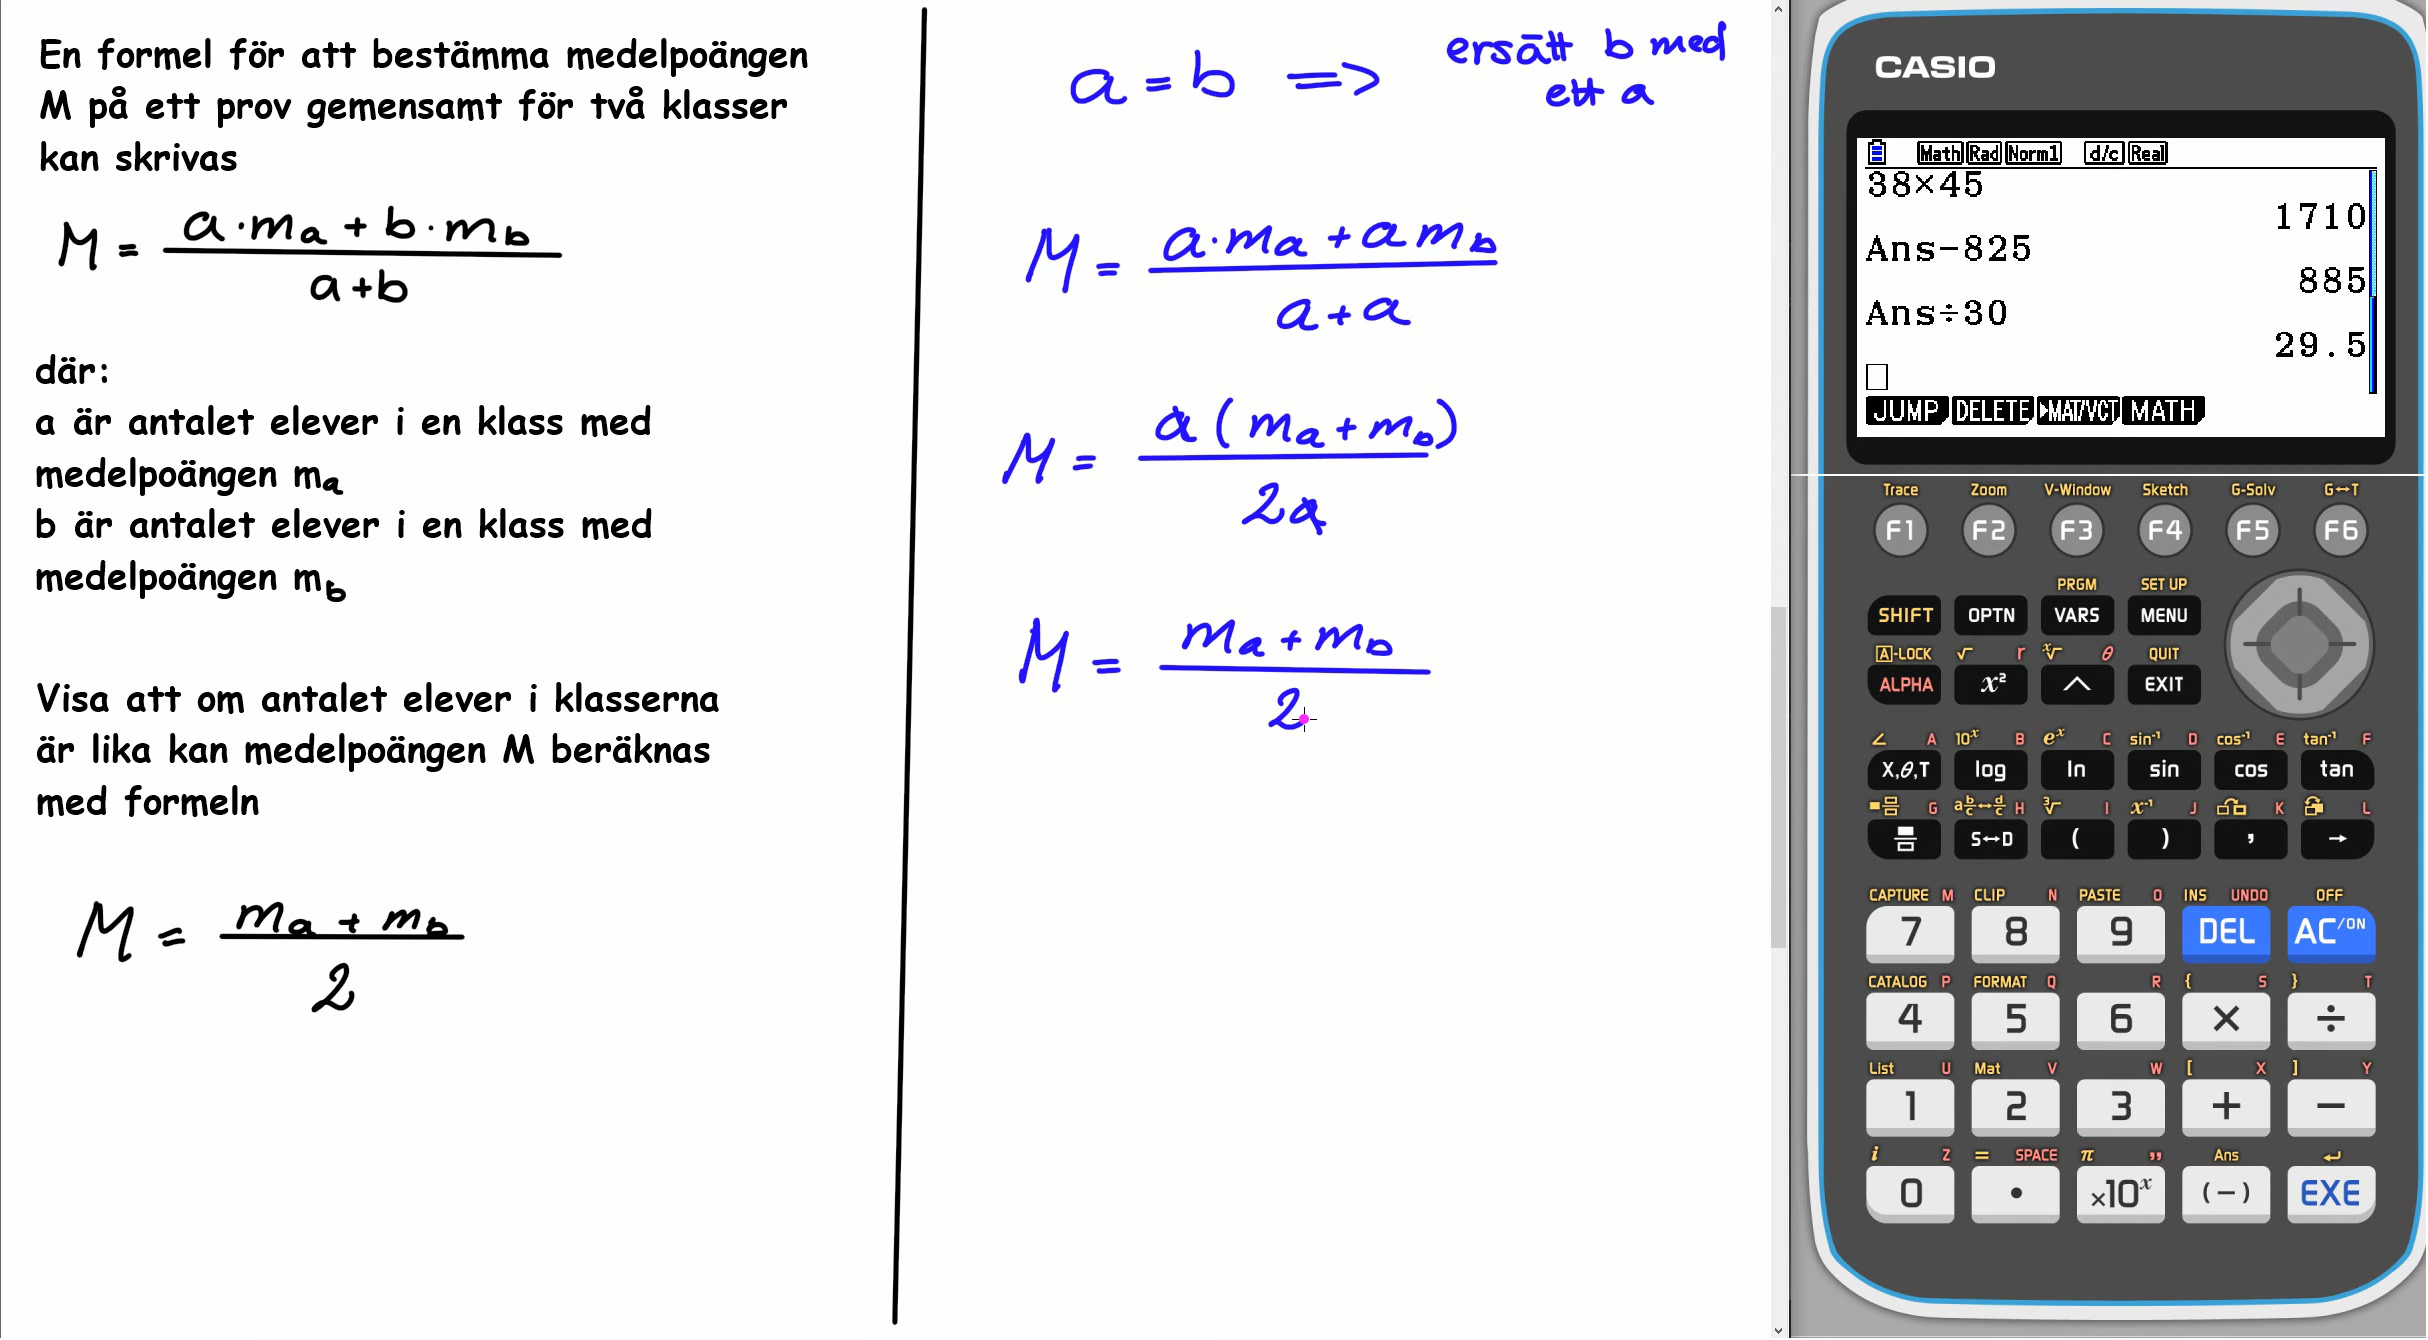 En formel för att bestämma medelpoängen
M på ett prov gemensamt för två klasser
kan skrivas
M = (a·mₐ + b·m_b) / (a+b)
där:
a är antalet elever i en klass med
medelpoängen mₐ
b är antalet elever i en klass med
medelpoängen m_b
Visa att om antalet elever i klasserna
är lika kan medelpoängen M beräknas
med formeln
M = (mₐ + m_b) / 2
a = b => ersätt b med
ett a
M = (a·mₐ + a m_b) / (a+a)
M = a(mₐ + m_b) / 2a
M = (mₐ + m_b) / 2
CASIO
Math Rad Norm1 d/c Real
38×45
1710
Ans−825
885
Ans÷30
29.5
JUMP DELETE ▶MAT/VCT MATH
Trace Zoom V-Window Sketch G-Solv G↔T
F1 F2 F3 F4 F5 F6
PRGM SET UP
SHIFT OPTN VARS MENU
A-LOCK √ r ˣ√ θ QUIT
ALPHA x² ^ EXIT
∠ A 10ˣ B eˣ C sin⁻¹ D cos⁻¹ E tan⁻¹ F
X,θ,T log ln sin cos tan
G a b/c↔d/c H ³√ I x⁻¹ J K L
S↔D ( ) , →
CAPTURE M CLIP N PASTE O INS UNDO OFF
7 8 9 DEL AC/ON
CATALOG P FORMAT Q R { S } T
4 5 6 × ÷
List U Mat V W [ X ] Y
1 2 3 + −
i Z = SPACE π " Ans ↵
0 • ×10ˣ (−) EXE